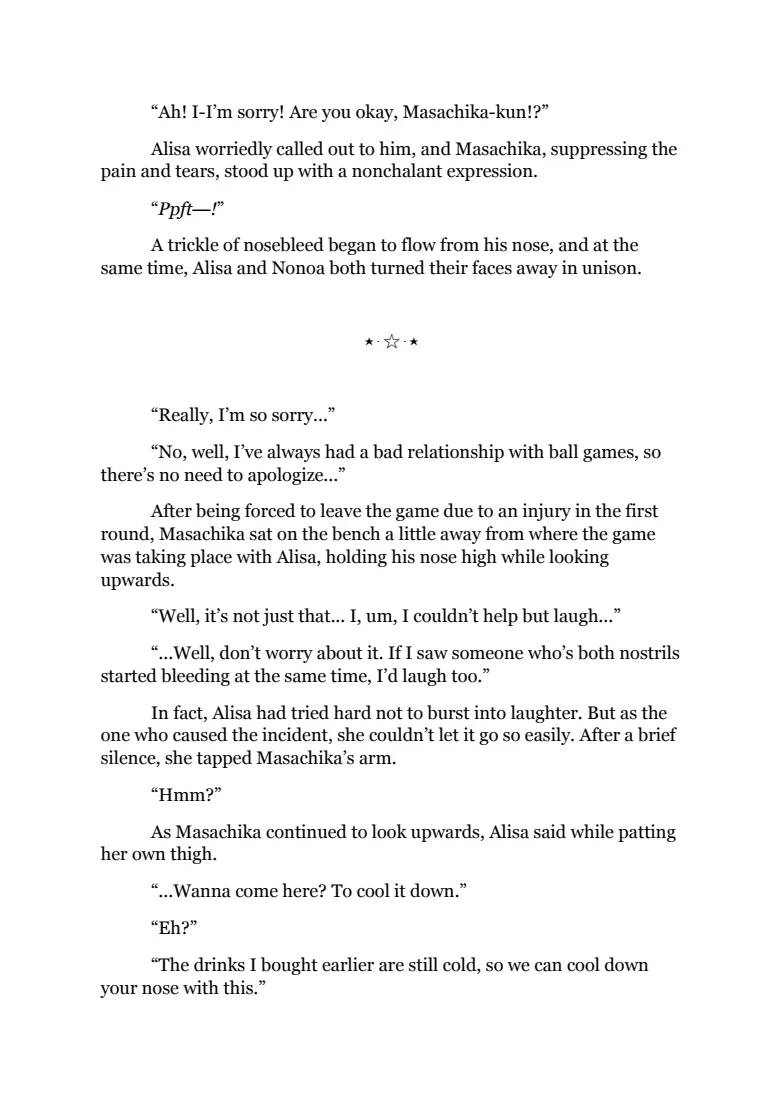 “Ah! I-I’m sorry! Are you okay, Masachika-kun!?”
Alisa worriedly called out to him, and Masachika, suppressing the
pain and tears, stood up with a nonchalant expression.
“Ppft—!”
A trickle of nosebleed began to flow from his nose, and at the
same time, Alisa and Nonoa both turned their faces away in unison.
⋆·☆·⋆
“Really, I’m so sorry...”
“No, well, I’ve always had a bad relationship with ball games, so
there’s no need to apologize...”
After being forced to leave the game due to an injury in the first
round, Masachika sat on the bench a little away from where the game
was taking place with Alisa, holding his nose high while looking
upwards.
“Well, it’s not just that... I, um, I couldn’t help but laugh...”
“...Well, don’t worry about it. If I saw someone who’s both nostrils
started bleeding at the same time, I’d laugh too.”
In fact, Alisa had tried hard not to burst into laughter. But as the
one who caused the incident, she couldn’t let it go so easily. After a brief
silence, she tapped Masachika’s arm.
“Hmm?”
As Masachika continued to look upwards, Alisa said while patting
her own thigh.
“...Wanna come here? To cool it down.”
“Eh?”
“The drinks I bought earlier are still cold, so we can cool down
your nose with this.”